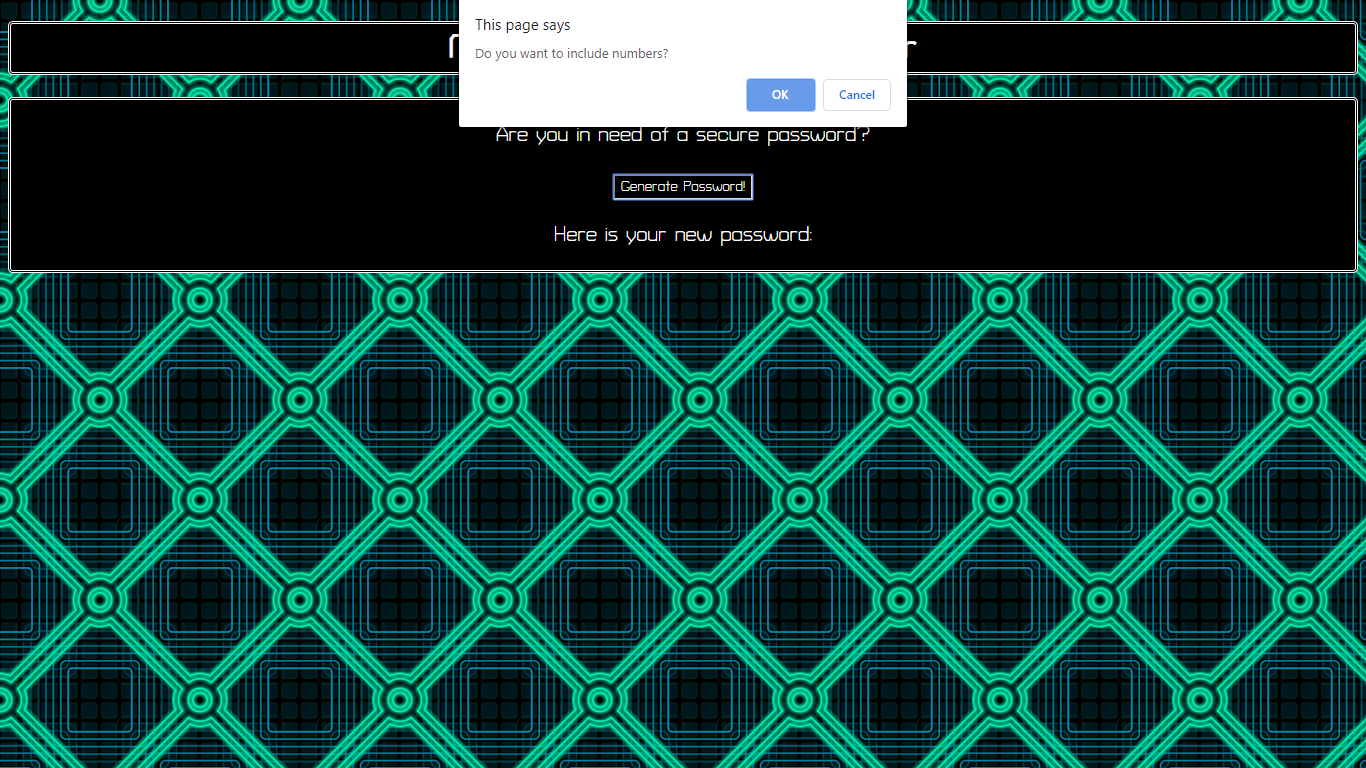 This page says
Do you want to include numbers?
OK
Cancel
Are you in need of a secure password?
Generate Password!
Here is your new password: